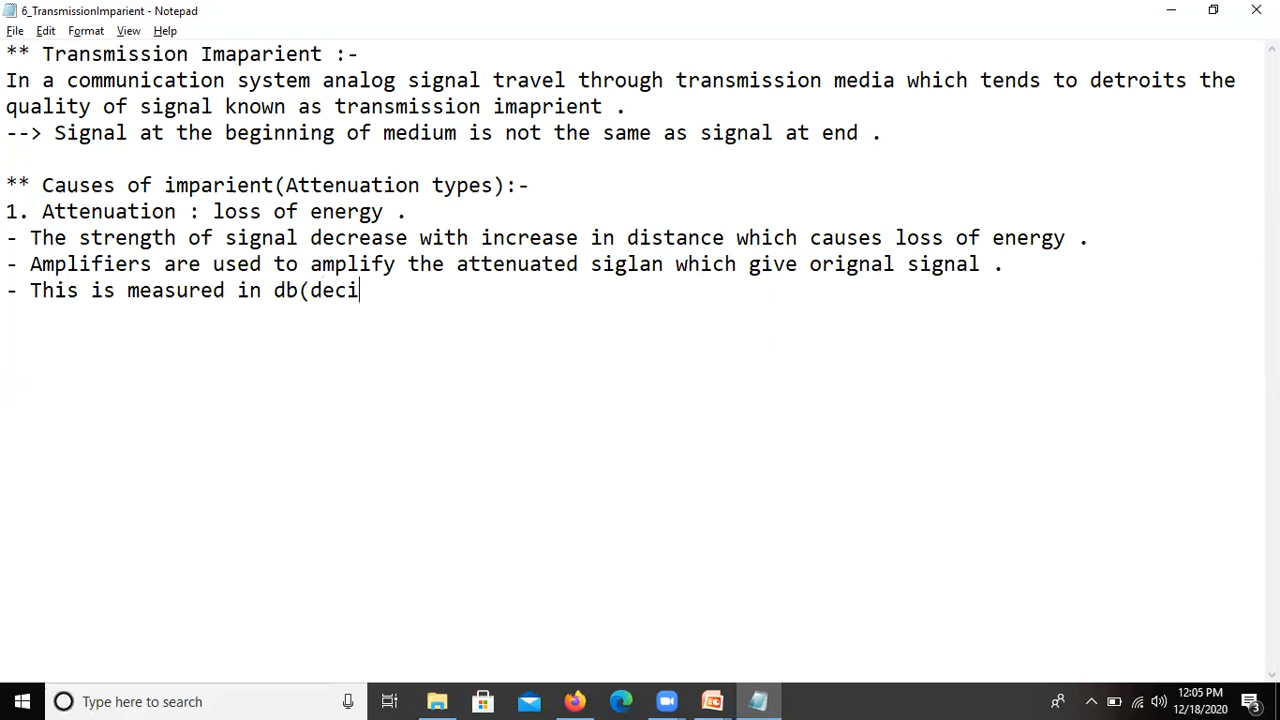 6_TransmissionImparient - Notepad
File Edit Format View Help
** Transmission Imaparient :-
In a communication system analog signal travel through transmission media which tends to detroits the
quality of signal known as transmission imaprient .
--> Signal at the beginning of medium is not the same as signal at end .
** Causes of imparient(Attenuation types):-
1. Attenuation : loss of energy .
- The strength of signal decrease with increase in distance which causes loss of energy .
- Amplifiers are used to amplify the attenuated siglan which give orignal signal .
- This is measured in db(deci
Type here to search
12:05 PM
12/18/2020
3